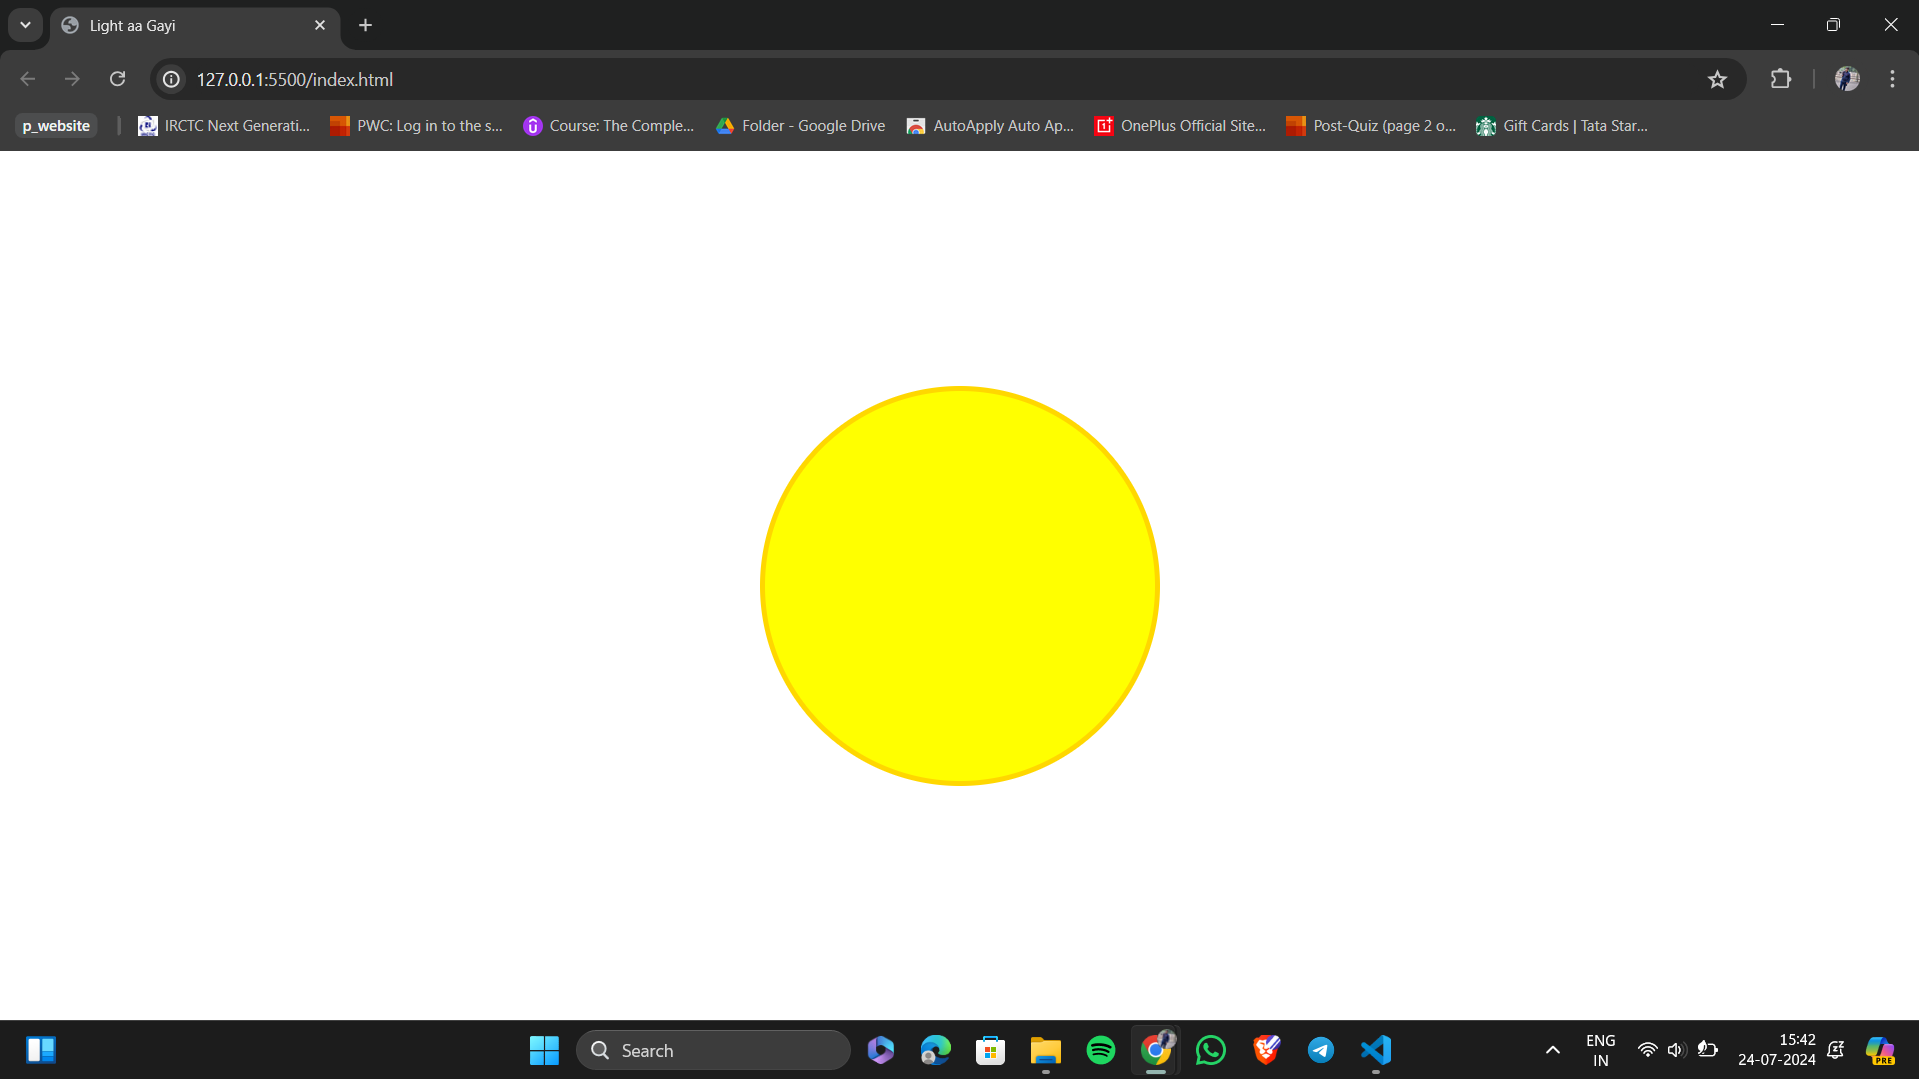 Light aa Gayi
127.0.0.1:5500/index.html
p_website
IRCTC Next Generati...
PWC: Log in to the s...
Course: The Comple...
Folder - Google Drive
AutoApply Auto Ap...
OnePlus Official Site...
Post-Quiz (page 2 o...
Gift Cards | Tata Star...
Search
ENG
IN
15:42
24-07-2024
PRE